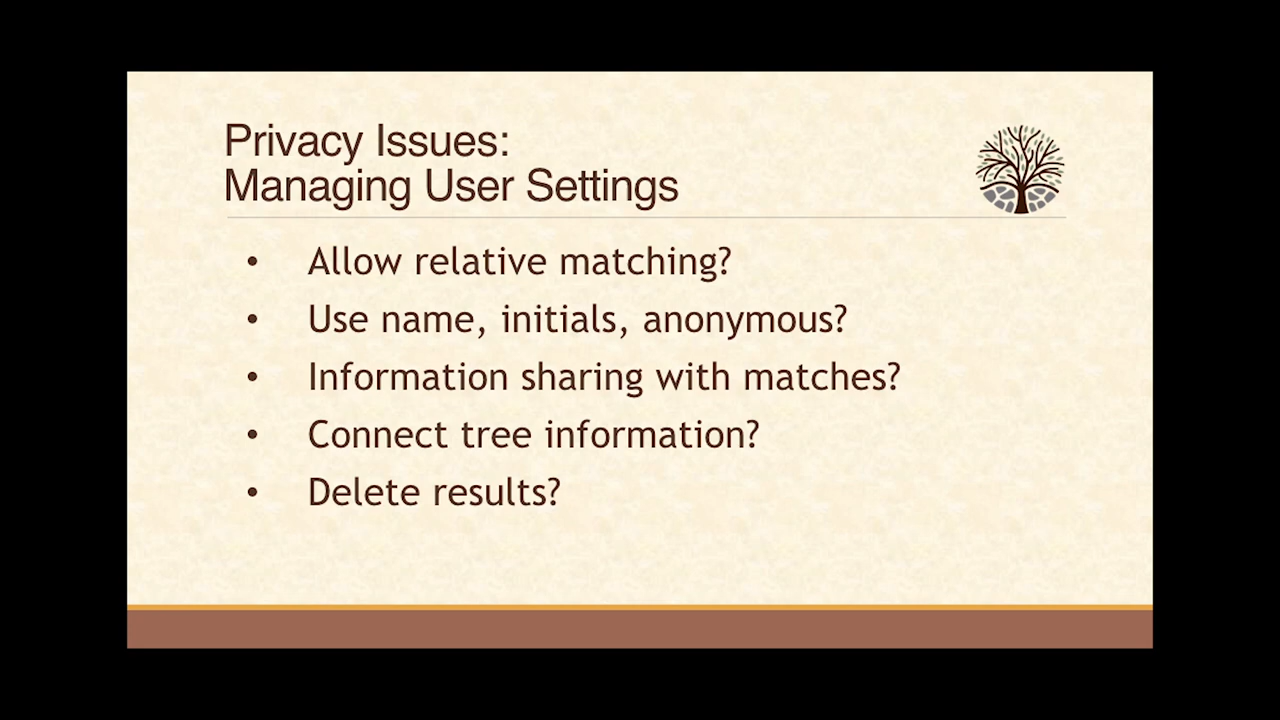 Privacy Issues:
Managing User Settings
• Allow relative matching?
• Use name, initials, anonymous?
• Information sharing with matches?
• Connect tree information?
• Delete results?